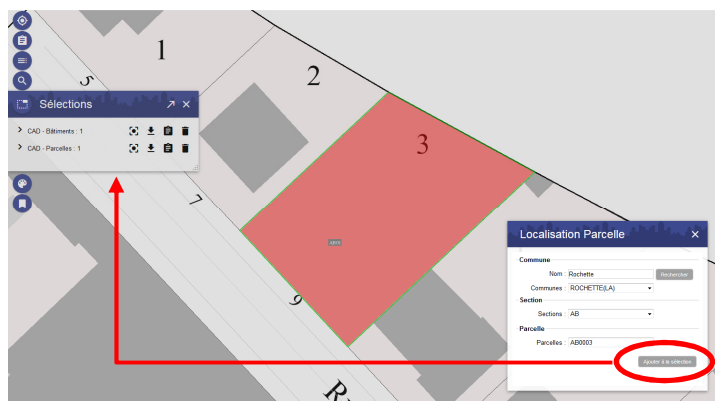 1
2
5
Sélections
CAD - Bâtiments : 1
CAD - Parcelles : 1
3
7
9
Localisation Parcelle
Commune
Nom : Rochette Rechercher
Communes : ROCHETTE(LA)
Section
Sections : AB
Parcelle
Parcelles : AB0003
Ajouter à la sélection